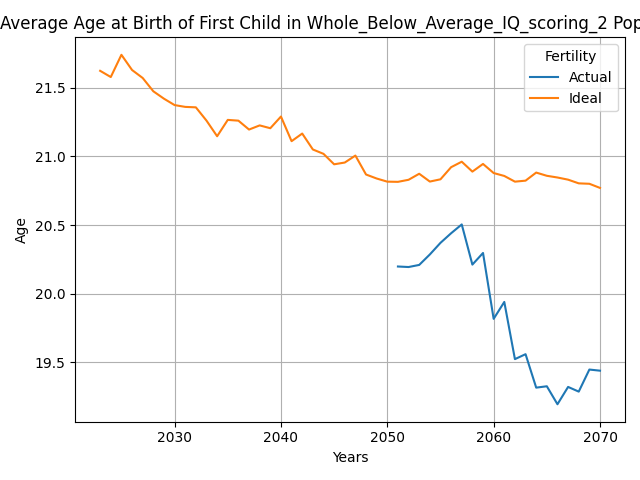 Average Age at Birth of First Child in Whole_Below_Average_IQ_scoring_2 Pop
Fertility
Actual
Ideal
21.5
21.0
20.5
20.0
19.5
Age
2030 2040 2050 2060 2070
Years